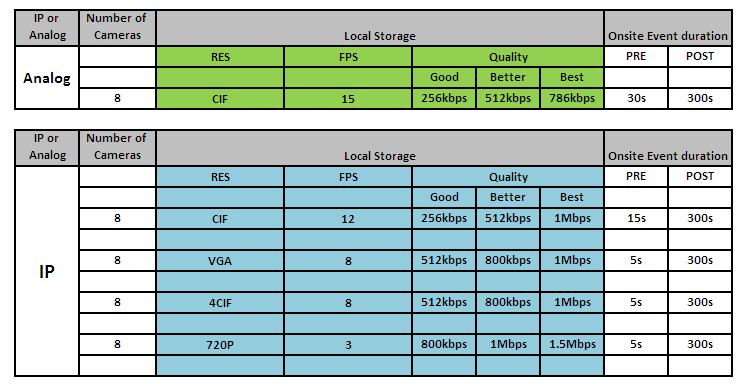 IP or Analog Number of Cameras Local Storage Onsite Event duration
RES FPS Quality PRE POST
Analog
Good Better Best
8 CIF 15 256kbps 512kbps 786kbps 30s 300s
IP or Analog Number of Cameras Local Storage Onsite Event duration
RES FPS Quality PRE POST
Good Better Best
8 CIF 12 256kbps 512kbps 1Mbps 15s 300s
8 VGA 8 512kbps 800kbps 1Mbps 5s 300s
IP
8 4CIF 8 512kbps 800kbps 1Mbps 5s 300s
8 720P 3 800kbps 1Mbps 1.5Mbps 5s 300s